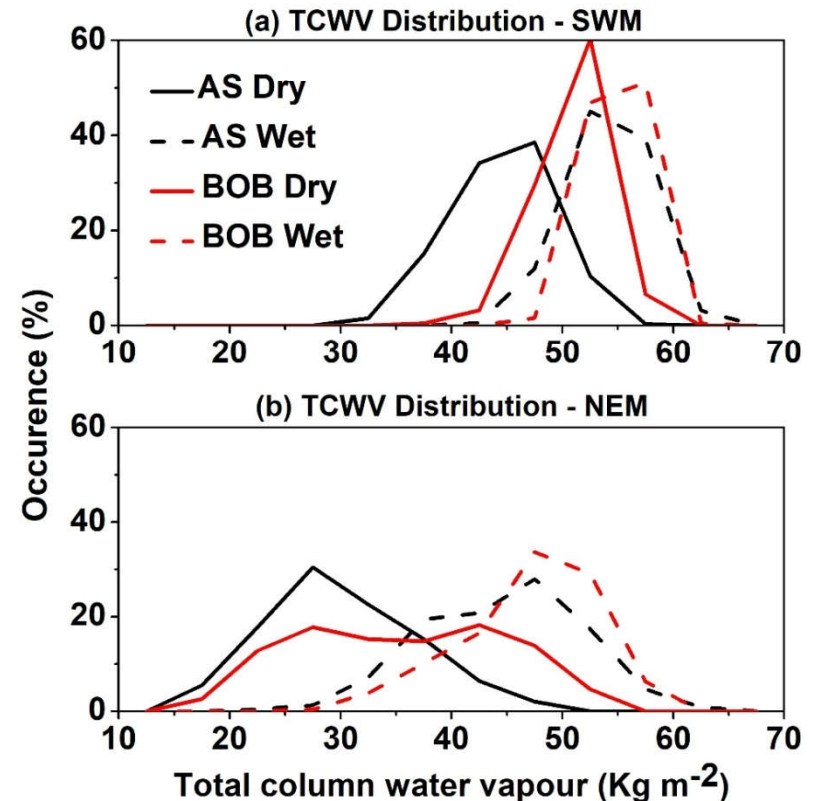 (a) TCWV Distribution - SWM
60
40
20
0
AS Dry
AS Wet
BOB Dry
BOB Wet
10 20 30 40 50 60 70
Occurence (%)
(b) TCWV Distribution - NEM
60
40
20
0
10 20 30 40 50 60 70
Total column water vapour (Kg m-2)